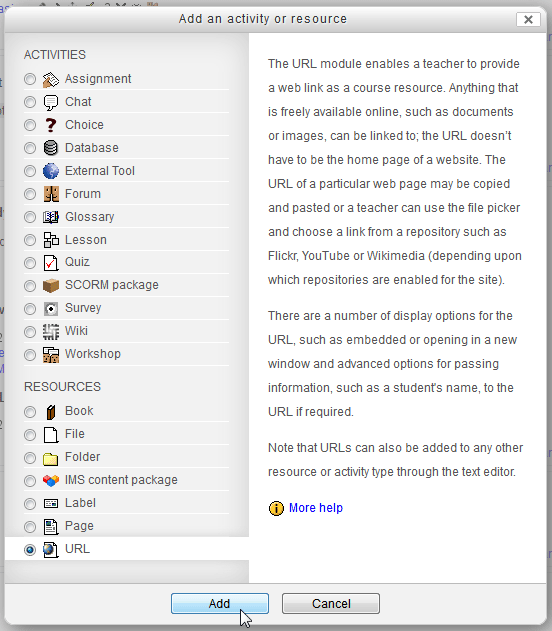 Add an activity or resource
ACTIVITIES
Assignment
Chat
Choice
Database
External Tool
Forum
Glossary
Lesson
Quiz
SCORM package
Survey
Wiki
Workshop
RESOURCES
Book
File
Folder
IMS content package
Label
Page
URL
The URL module enables a teacher to provide
a web link as a course resource. Anything that
is freely available online, such as documents
or images, can be linked to; the URL doesn't
have to be the home page of a website. The
URL of a particular web page may be copied
and pasted or a teacher can use the file picker
and choose a link from a repository such as
Flickr, YouTube or Wikimedia (depending upon
which repositories are enabled for the site).
There are a number of display options for the
URL, such as embedded or opening in a new
window and advanced options for passing
information, such as a student's name, to the
URL if required.
Note that URLs can also be added to any other
resource or activity type through the text editor.
More help
Add
Cancel